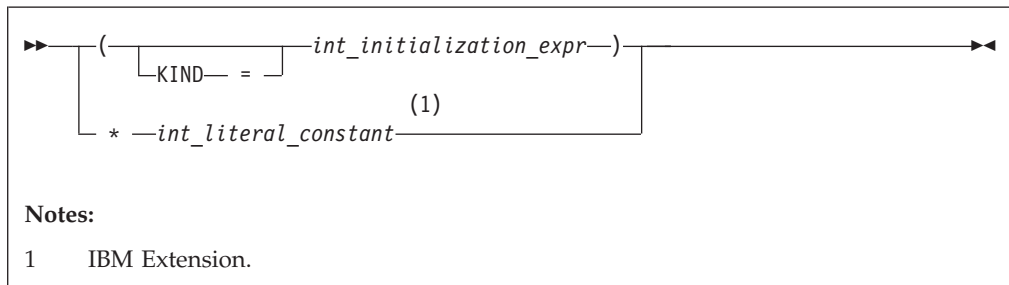 ( int_initialization_expr )
KIND =
(1)
* int_literal_constant
Notes:
1 IBM Extension.